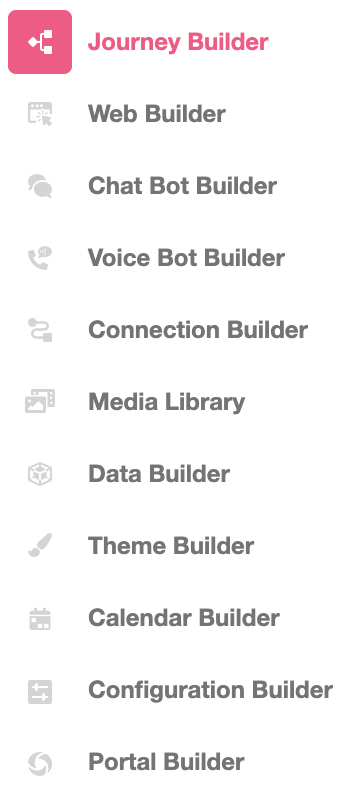 Journey Builder
Web Builder
Chat Bot Builder
Voice Bot Builder
Connection Builder
Media Library
Data Builder
Theme Builder
Calendar Builder
Configuration Builder
Portal Builder